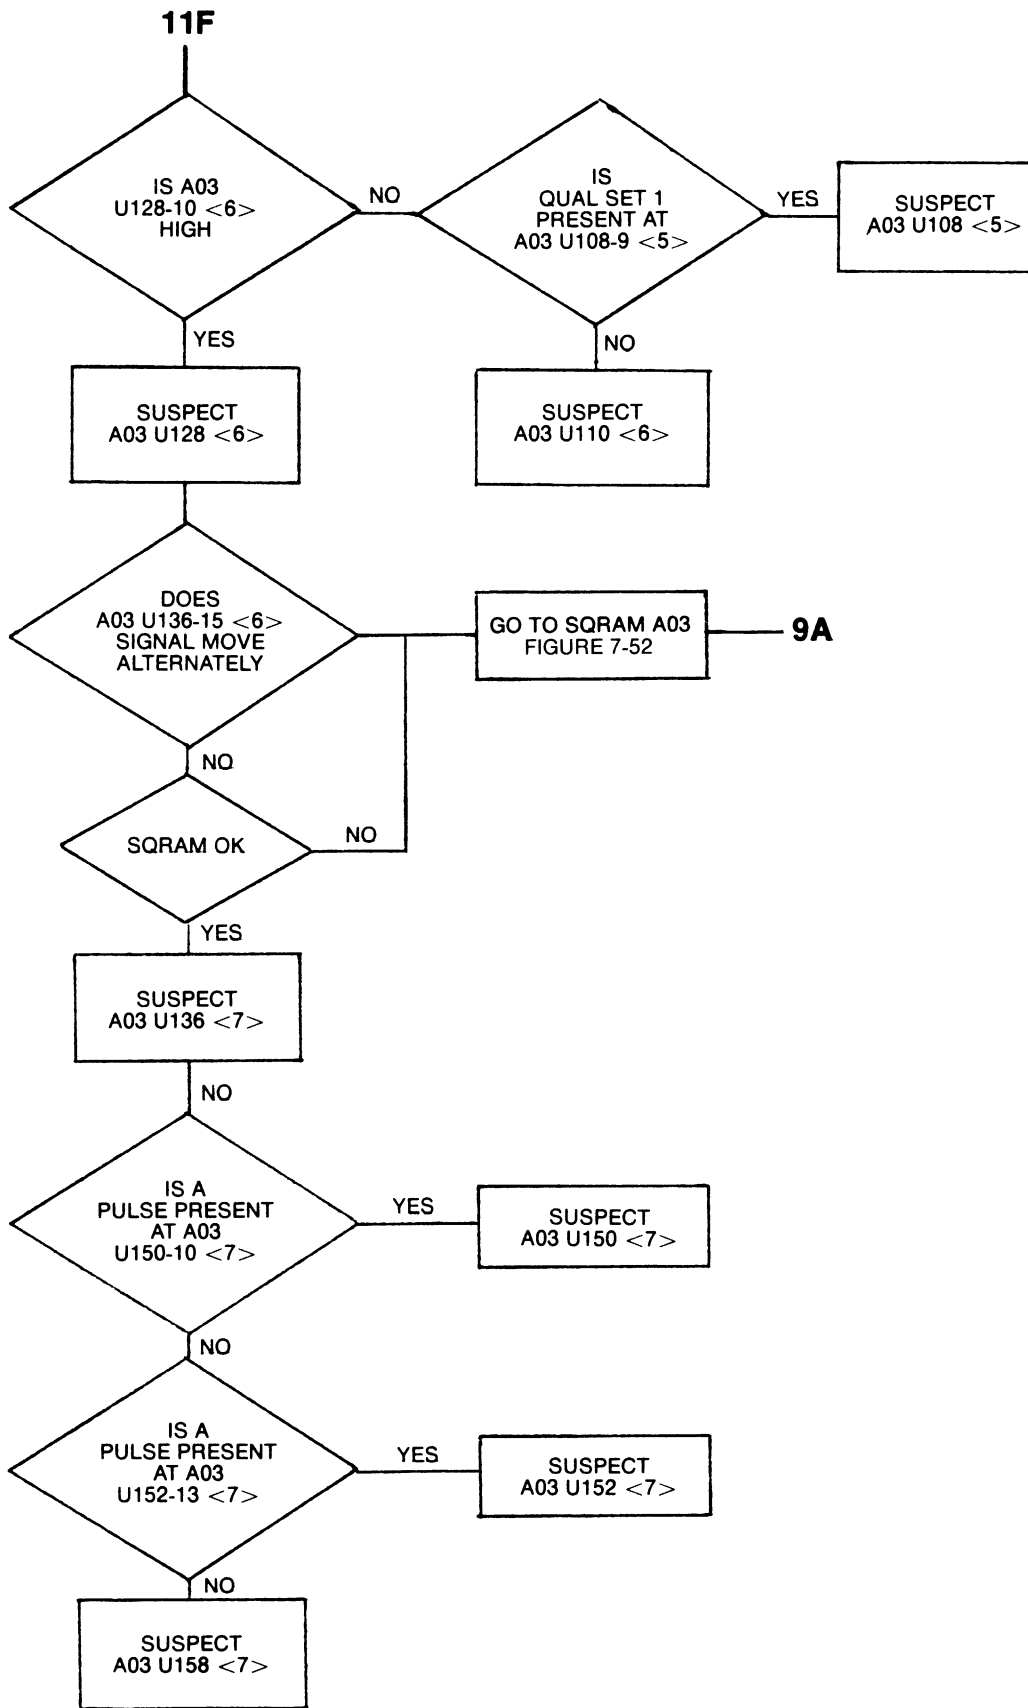 11F
IS A03
U128-10 <6>
HIGH
NO
IS
QUAL SET 1
PRESENT AT
A03 U108-9 <5>
YES
SUSPECT
A03 U108 <5>
YES
SUSPECT
A03 U128 <6>
NO
SUSPECT
A03 U110 <6>
DOES
A03 U136-15 <6>
SIGNAL MOVE
ALTERNATELY
GO TO SQRAM A03
FIGURE 7-52
9A
NO
SQRAM OK
NO
YES
SUSPECT
A03 U136 <7>
NO
IS A
PULSE PRESENT
AT A03
U150-10 <7>
YES
SUSPECT
A03 U150 <7>
NO
IS A
PULSE PRESENT
AT A03
U152-13 <7>
YES
SUSPECT
A03 U152 <7>
NO
SUSPECT
A03 U158 <7>